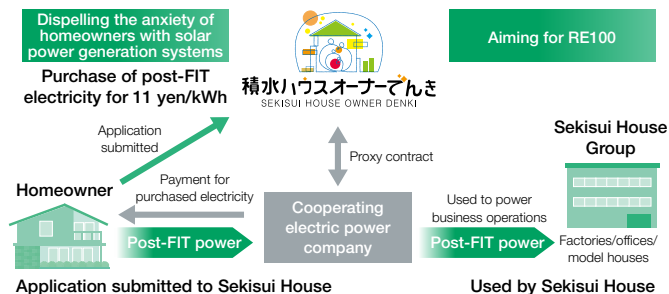 Dispelling the anxiety of
homeowners with solar
power generation systems
Purchase of post-FIT
electricity for 11 yen/kWh
積水ハウスオーナーでんき
SEKISUI HOUSE OWNER DENKI
Aiming for RE100
Application
submitted
Proxy contract
Sekisui House
Group
Homeowner
Payment for
purchased electricity
Cooperating
electric power
company
Used to power
business operations
Post-FIT power
Post-FIT power
Factories/offices/
model houses
Application submitted to Sekisui House
Used by Sekisui House